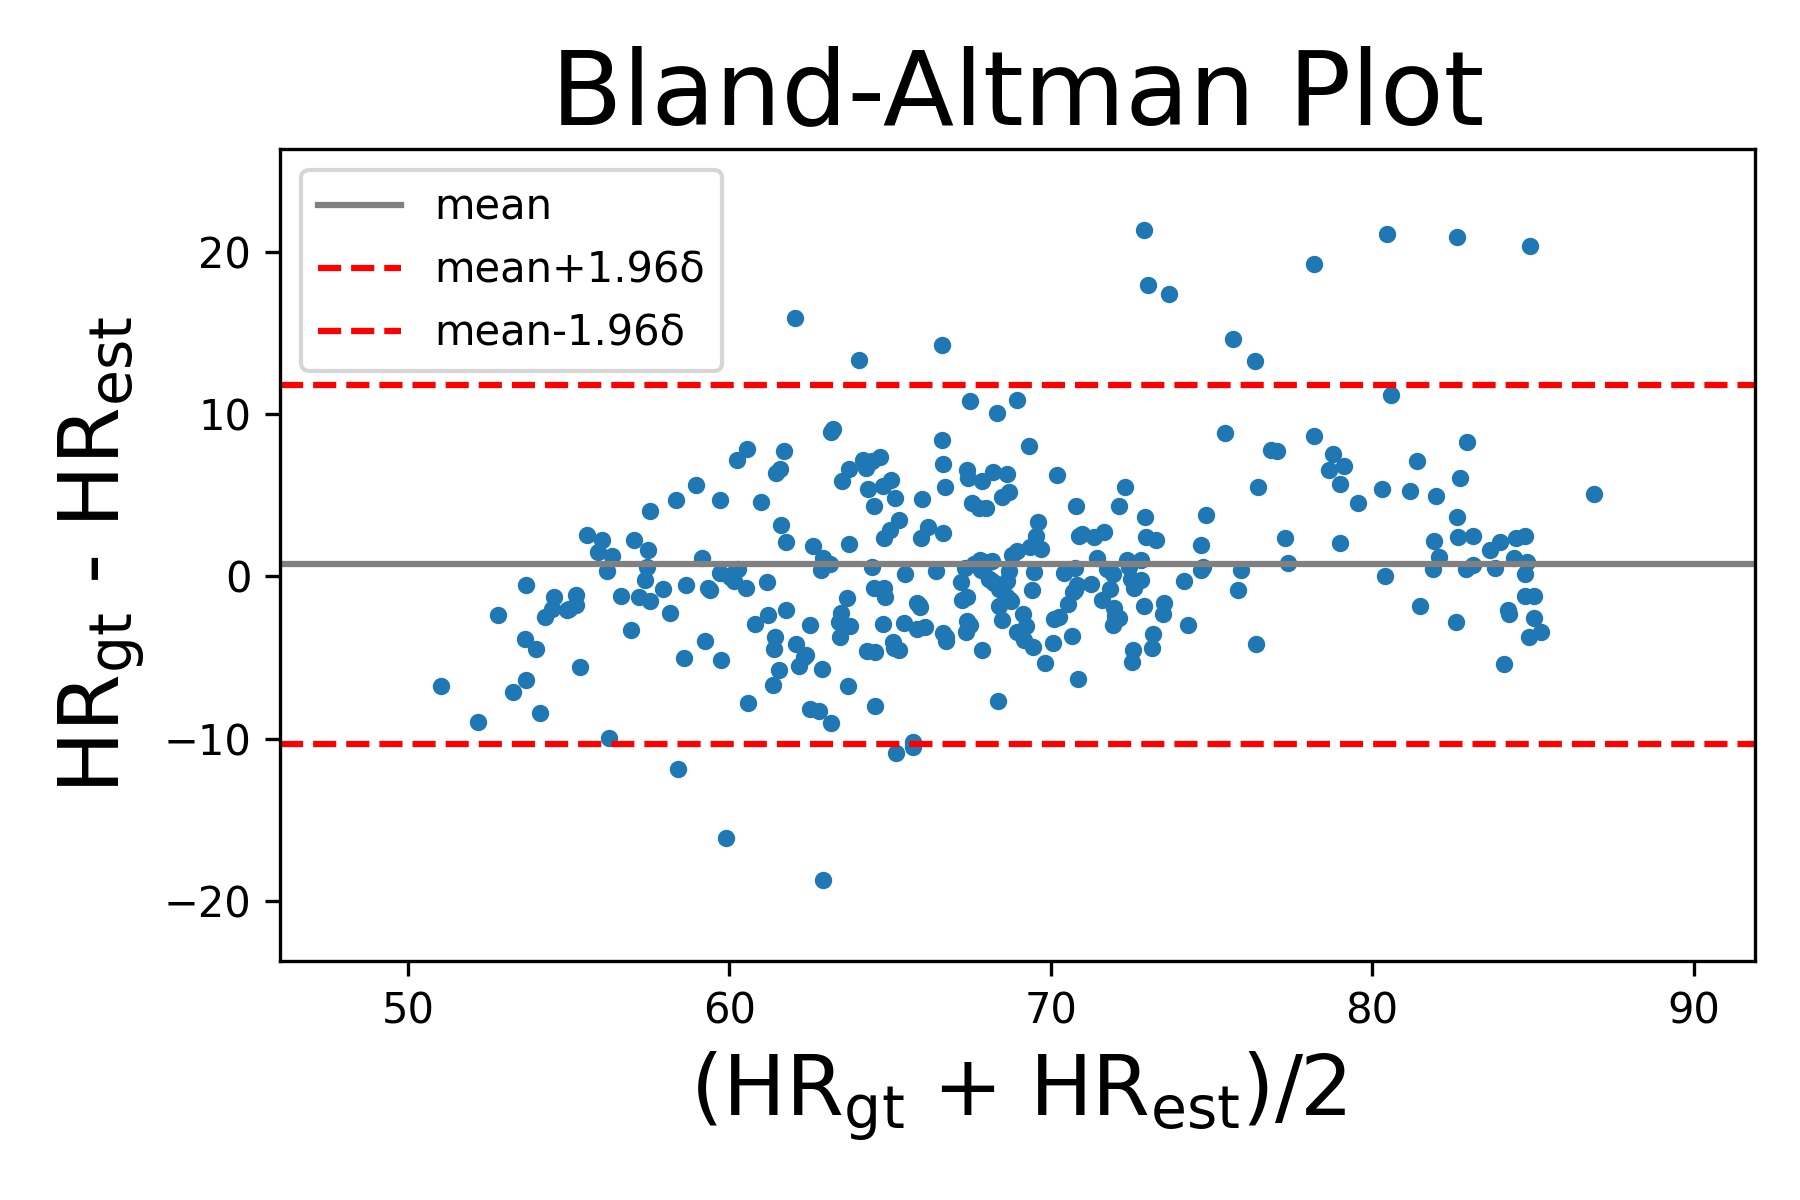 Bland-Altman Plot
mean
mean+1.96δ
mean-1.96δ
20
10
0
−10
−20
HRgt - HRest
50
60
70
80
90
(HRgt + HRest)/2